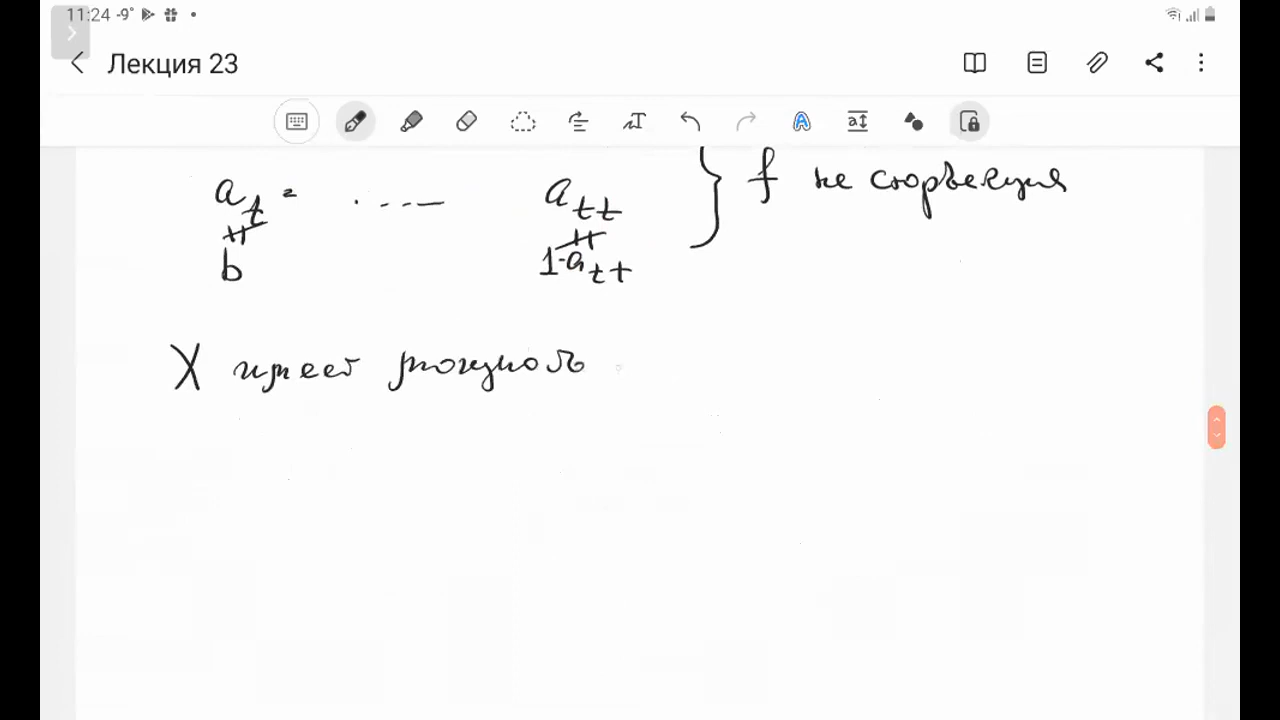 11:24 -9°
Лекция 23
a_t = . - - - — a_tt } f не сюръекция
b 1-a_tt
X имеет мощность